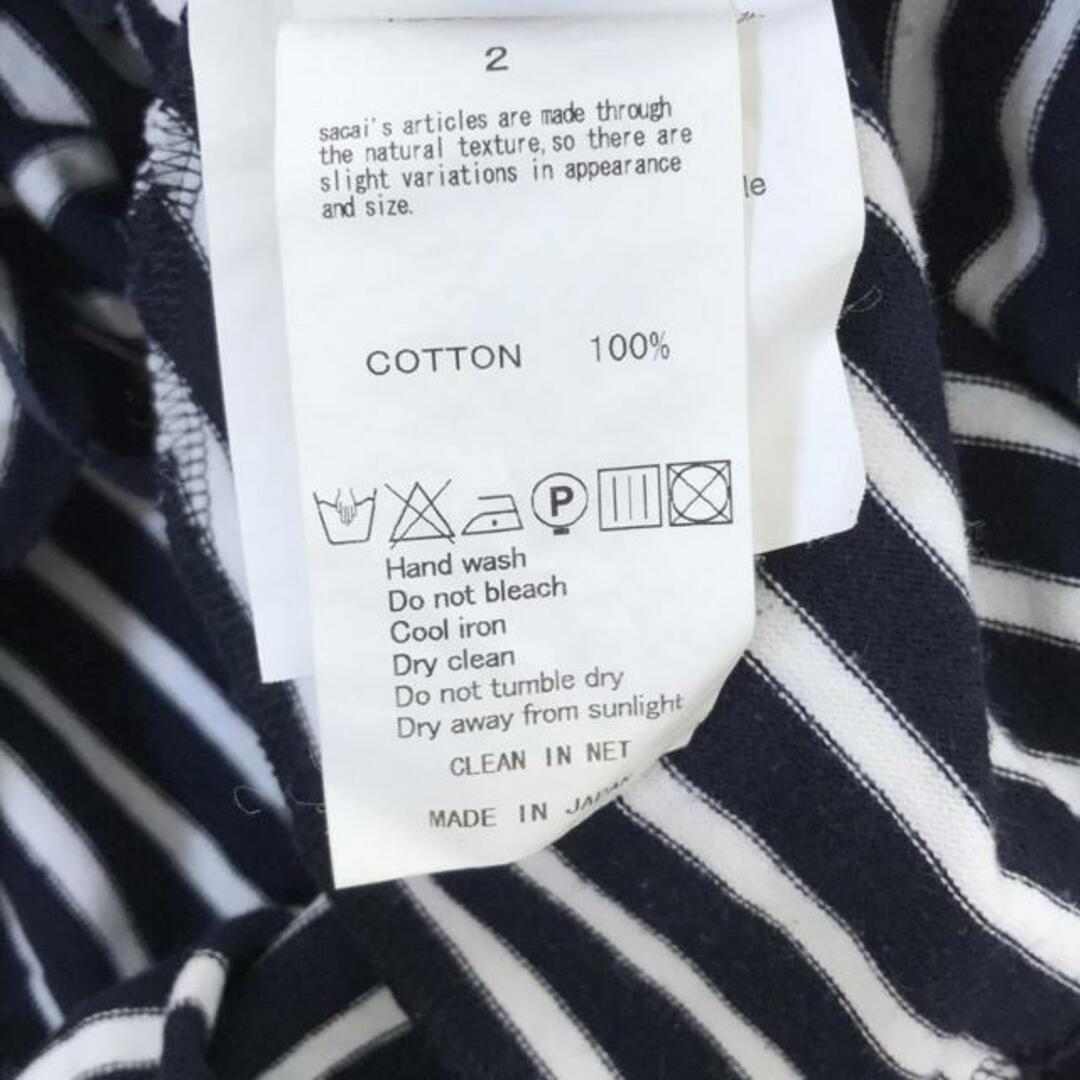 2
sacai's articles are made through
the natural texture, so there are
slight variations in appearance
and size.
le
COTTON 100%
P
Hand wash
Do not bleach
Cool iron
Dry clean
Do not tumble dry
Dry away from sunlight
CLEAN IN NET
MADE IN JAPAN